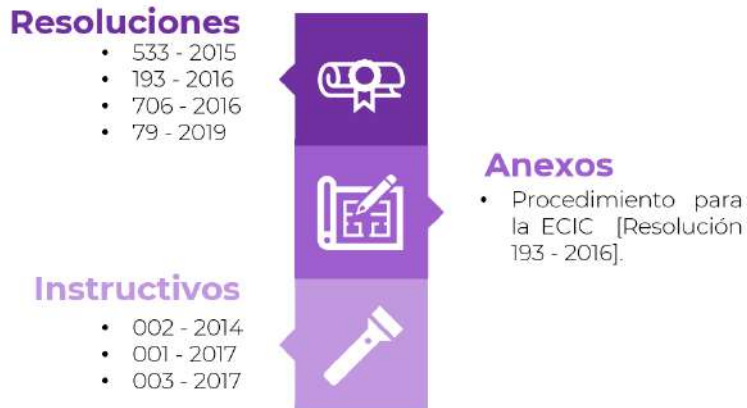 Resoluciones
• 533 - 2015
• 193 - 2016
• 706 - 2016
• 79 - 2019
Anexos
• Procedimiento para
la ECIC [Resolución
193 - 2016].
Instructivos
• 002 - 2014
• 001 - 2017
• 003 - 2017